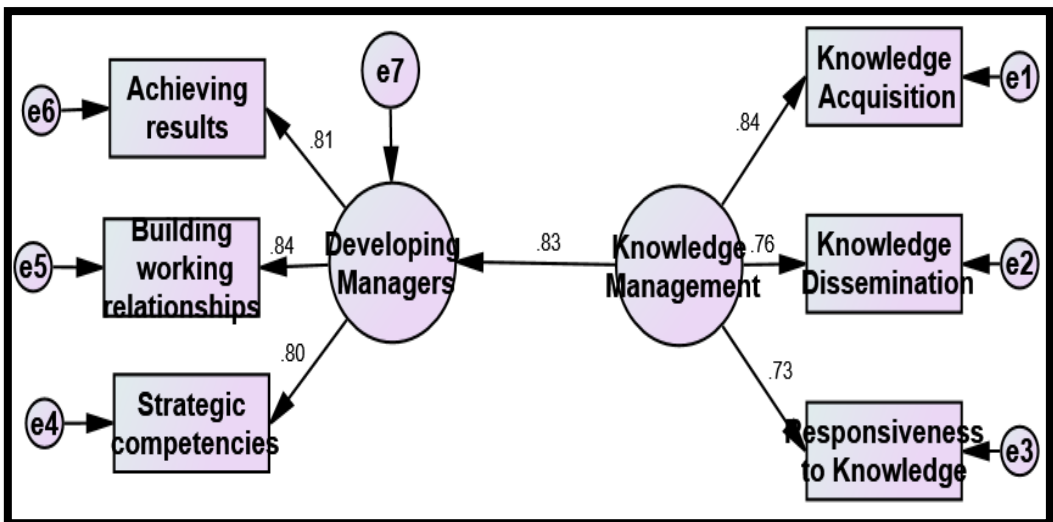 e6
Achieving
results
.81
e7
e5
Building
working
relationships
.84
Developing
Managers
e4
Strategic
competencies
.80
.83
Knowledge
Management
.84
Knowledge
Acquisition
e1
.76
Knowledge
Dissemination
e2
.73
Responsiveness
to Knowledge
e3